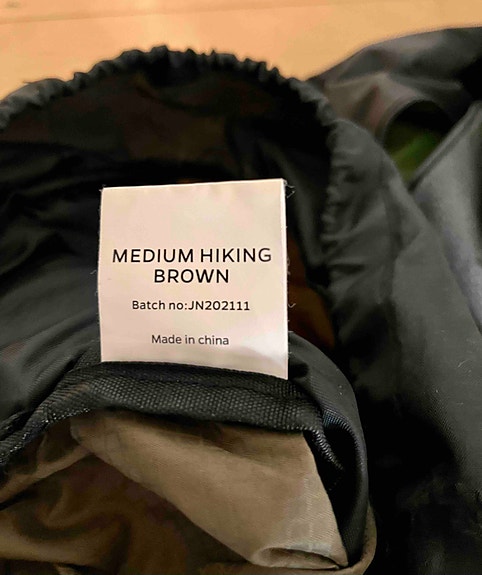 MEDIUM HIKING
BROWN
Batch no:JN202111
Made in china